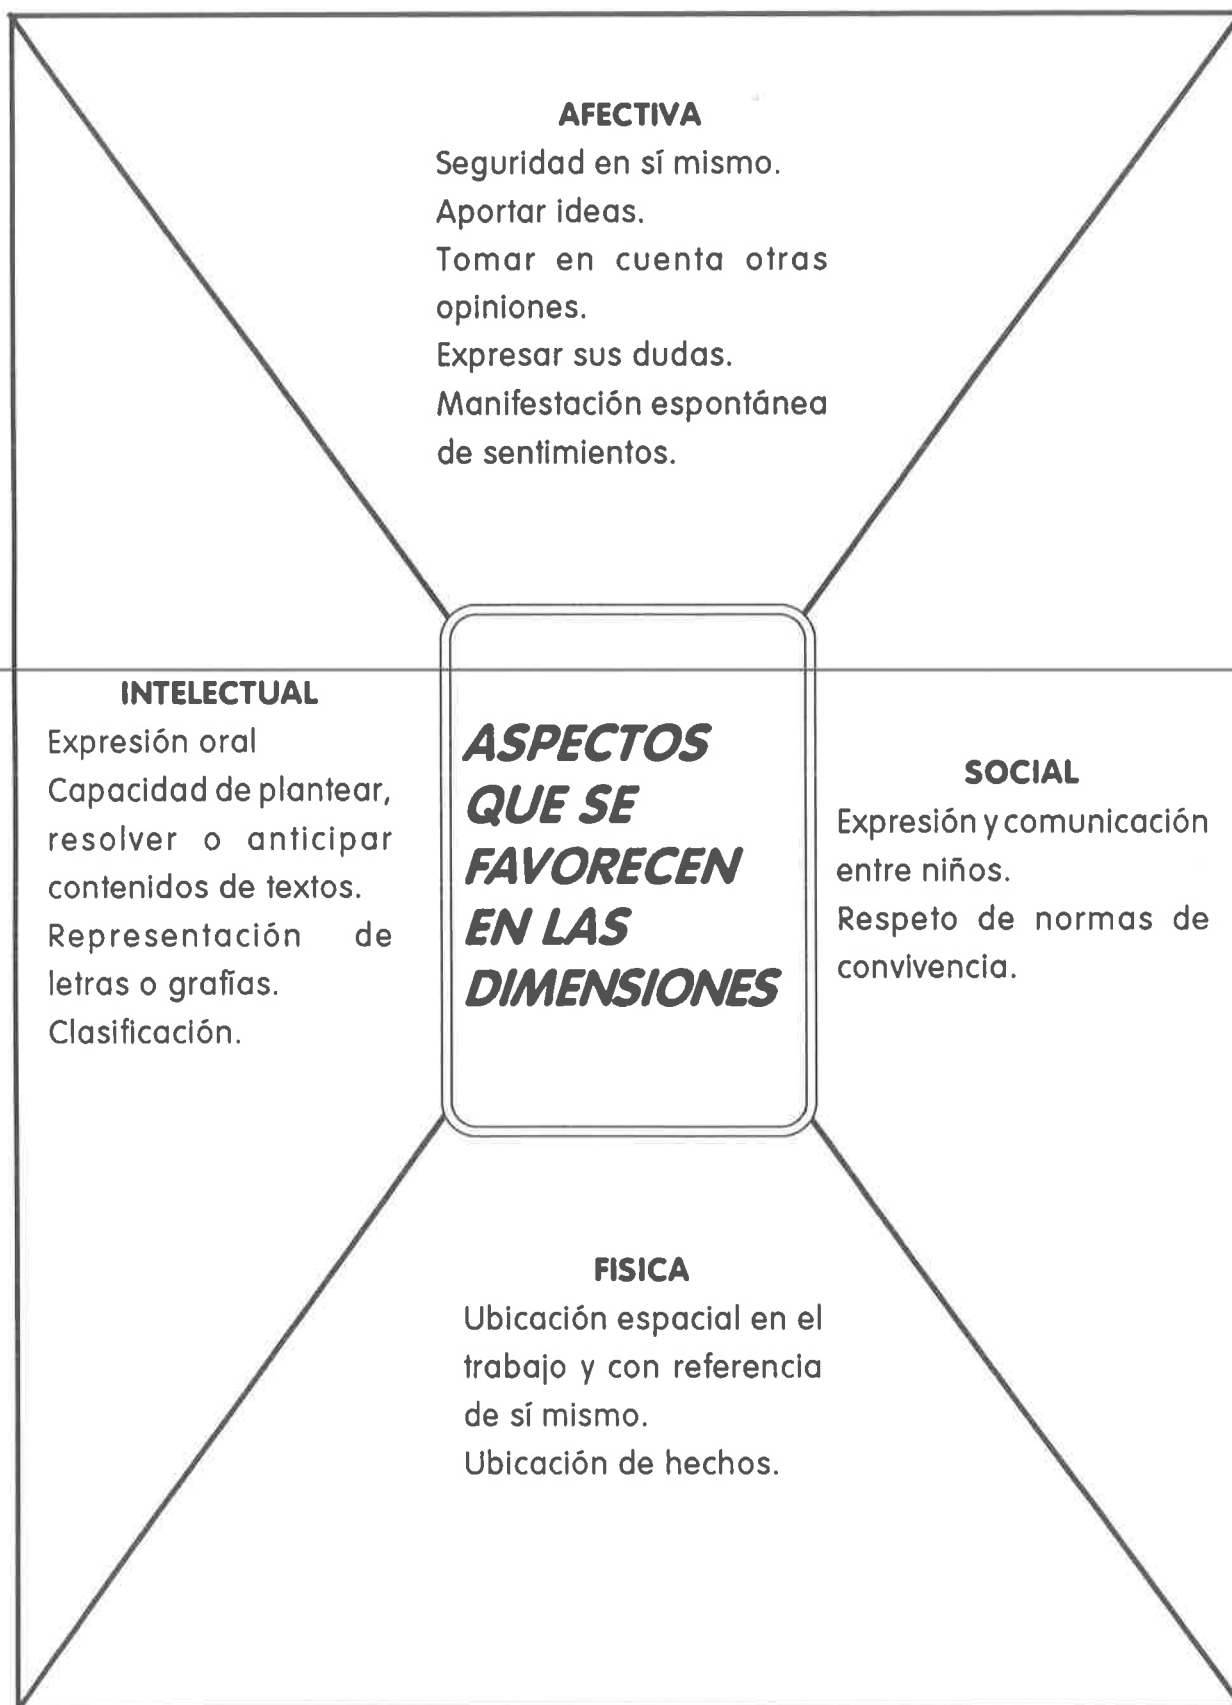 AFECTIVA
Seguridad en sí mismo.
Aportar ideas.
Tomar en cuenta otras
opiniones.
Expresar sus dudas.
Manifestación espontánea
de sentimientos.
INTELECTUAL
Expresión oral
Capacidad de plantear,
resolver o anticipar
contenidos de textos.
Representación de
letras o grafías.
Clasificación.
ASPECTOS
QUE SE
FAVORECEN
EN LAS
DIMENSIONES
SOCIAL
Expresión y comunicación
entre niños.
Respeto de normas de
convivencia.
FISICA
Ubicación espacial en el
trabajo y con referencia
de sí mismo.
Ubicación de hechos.